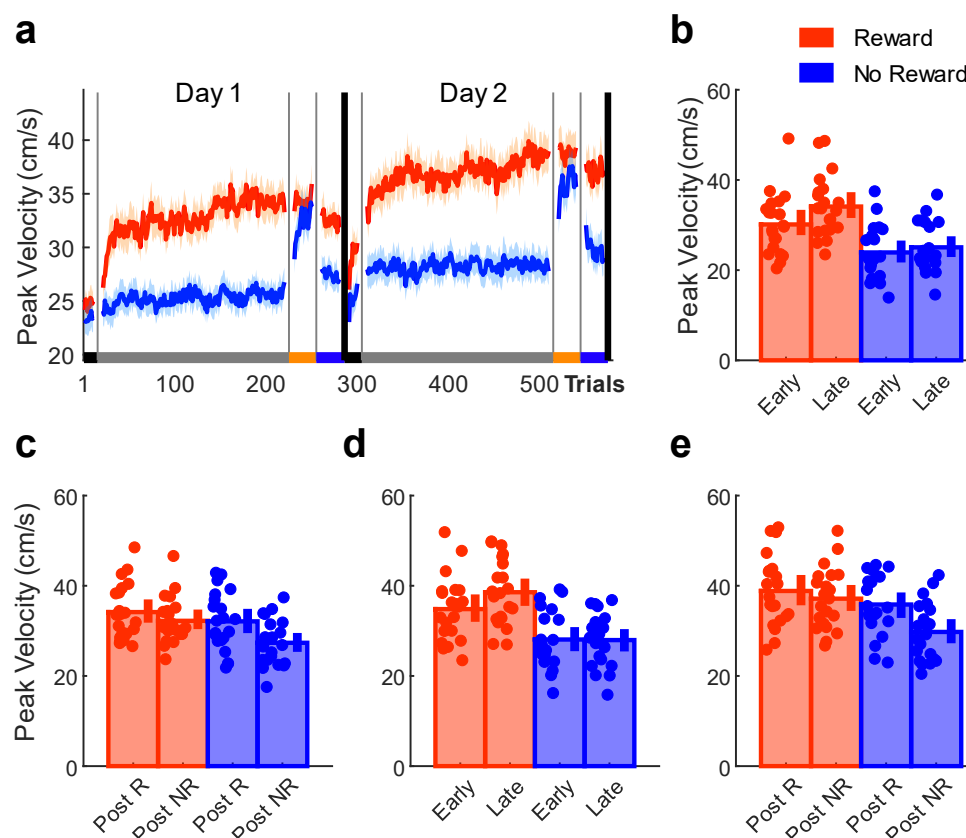 a
Day 1
Day 2
Peak Velocity (cm/s)
40
35
30
25
20
1
100
200
300
400
500
Trials
b
Reward
No Reward
Peak Velocity(cm/s)
60
40
20
0
Early
Late
Early
Late
c
Peak Velocity (cm/s)
60
40
20
0
Post R
Post NR
Post R
Post NR
d
60
40
20
0
Early
Late
Early
Late
e
60
40
20
0
Post R
Post NR
Post R
Post NR